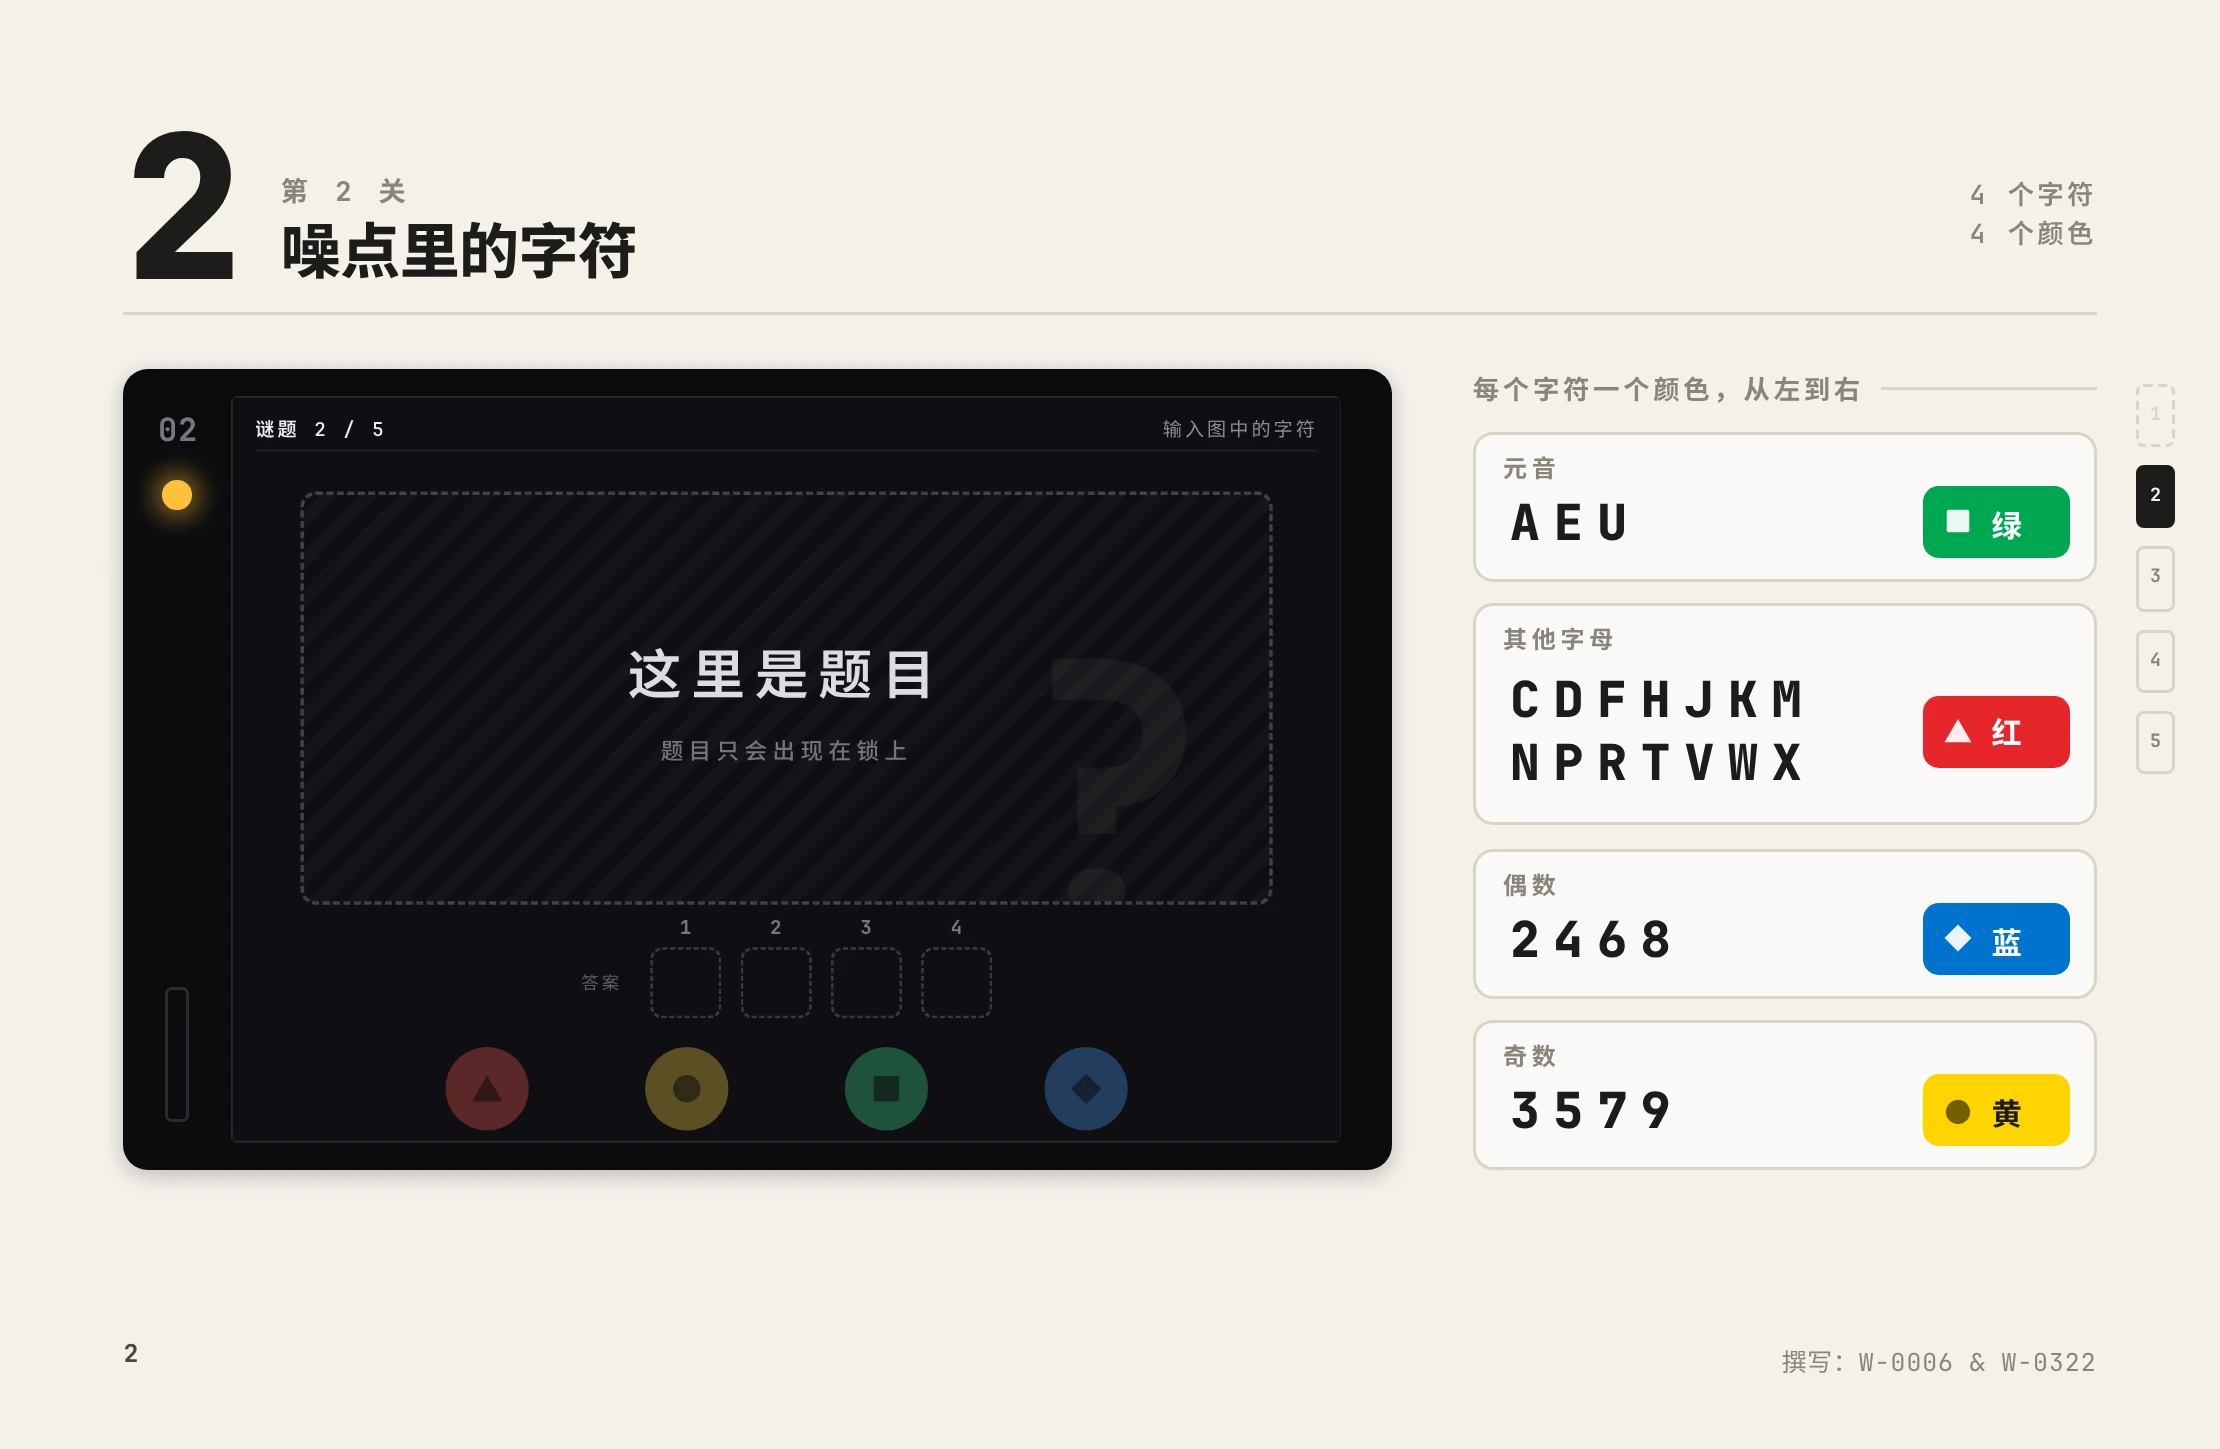 2
第 2 关
噪点里的字符
4 个字符
4 个颜色
02
谜题 2 / 5
输入图中的字符
这里是题目
题目只会出现在锁上
?
1 2 3 4
答案
每个字符一个颜色，从左到右
元音
A E U
绿
其他字母
C D F H J K M
N P R T V W X
红
偶数
2 4 6 8
蓝
奇数
3 5 7 9
黄
1
2
3
4
5
2
撰写：W-0006 & W-0322